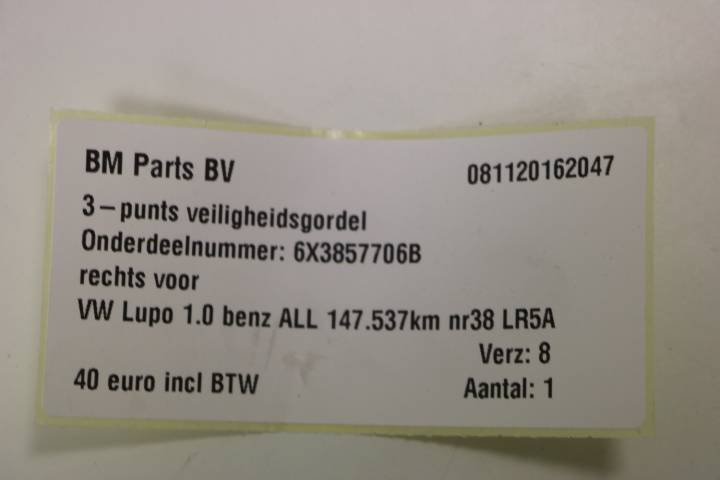 BM Parts BV 081120162047
3-punts veiligheidsgordel
Onderdeelnummer: 6X3857706B
rechts voor
VW Lupo 1.0 benz ALL 147.537km nr38 LR5A
Verz: 8
40 euro incl BTW Aantal: 1